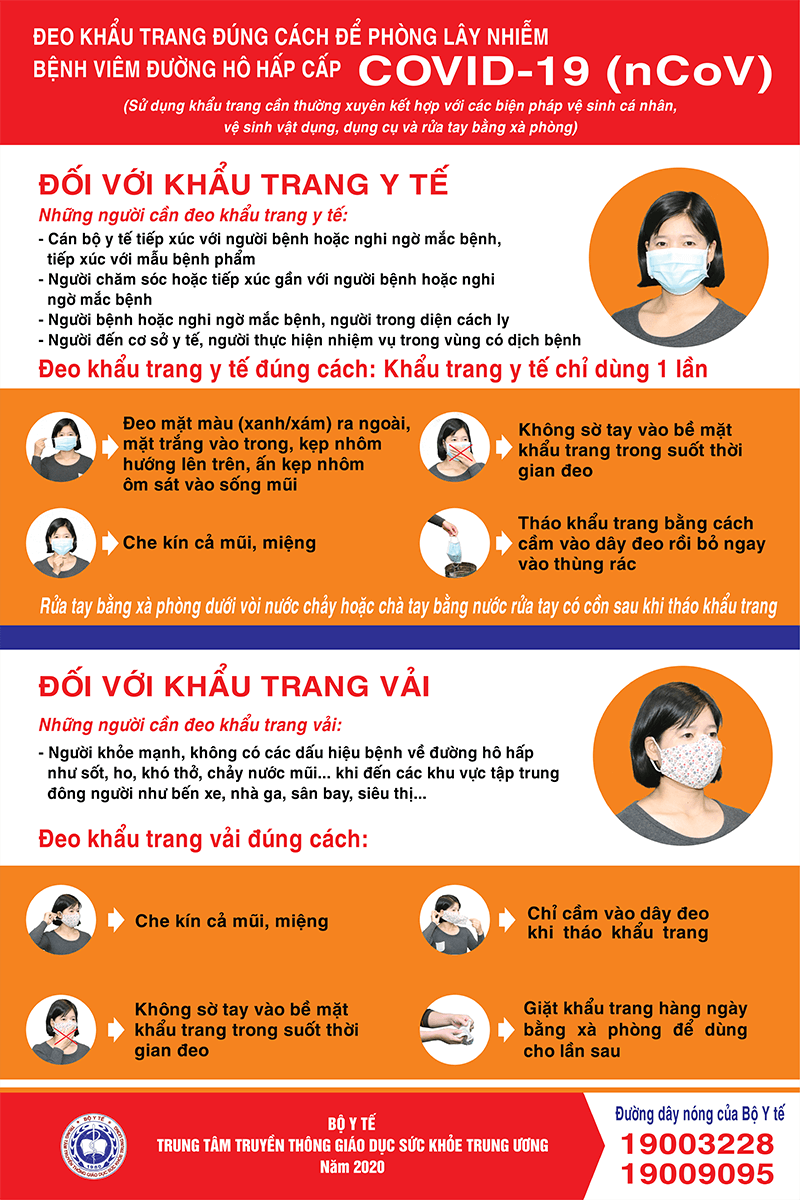 ĐEO KHẨU TRANG ĐÚNG CÁCH ĐỂ PHÒNG LÂY NHIỄM
BỆNH VIÊM ĐƯỜNG HÔ HẤP CẤP COVID-19 (nCoV)
(Sử dụng khẩu trang cần thường xuyên kết hợp với các biện pháp vệ sinh cá nhân,
vệ sinh vật dụng, dụng cụ và rửa tay bằng xà phòng)
ĐỐI VỚI KHẨU TRANG Y TẾ
Những người cần đeo khẩu trang y tế:
- Cán bộ y tế tiếp xúc với người bệnh hoặc nghi ngờ mắc bệnh,
tiếp xúc với mẫu bệnh phẩm
- Người chăm sóc hoặc tiếp xúc gần với người bệnh hoặc nghi
ngờ mắc bệnh
- Người bệnh hoặc nghi ngờ mắc bệnh, người trong diện cách ly
- Người đến cơ sở y tế, người thực hiện nhiệm vụ trong vùng có dịch bệnh
Đeo khẩu trang y tế đúng cách: Khẩu trang y tế chỉ dùng 1 lần
Đeo mặt màu (xanh/xám) ra ngoài,
mặt trắng vào trong, kẹp nhôm
hướng lên trên, ấn kẹp nhôm
ôm sát vào sống mũi
Không sờ tay vào bề mặt
khẩu trang trong suốt thời
gian đeo
Che kín cả mũi, miệng
Tháo khẩu trang bằng cách
cầm vào dây đeo rồi bỏ ngay
vào thùng rác
Rửa tay bằng xà phòng dưới vòi nước chảy hoặc chà tay bằng nước rửa tay có cồn sau khi tháo khẩu trang
ĐỐI VỚI KHẨU TRANG VẢI
Những người cần đeo khẩu trang vải:
- Người khỏe mạnh, không có các dấu hiệu bệnh về đường hô hấp
như sốt, ho, khó thở, chảy nước mũi... khi đến các khu vực tập trung
đông người như bến xe, nhà ga, sân bay, siêu thị...
Đeo khẩu trang vải đúng cách:
Che kín cả mũi, miệng
Chỉ cầm vào dây đeo
khi tháo khẩu trang
Không sờ tay vào bề mặt
khẩu trang trong suốt thời
gian đeo
Giặt khẩu trang hàng ngày
bằng xà phòng để dùng
cho lần sau
BỘ Y TẾ
TRUNG TÂM TRUYỀN THÔNG GIÁO DỤC SỨC KHỎE TRUNG ƯƠNG
Năm 2020
Đường dây nóng của Bộ Y tế
19003228
19009095
BỘ Y TẾ